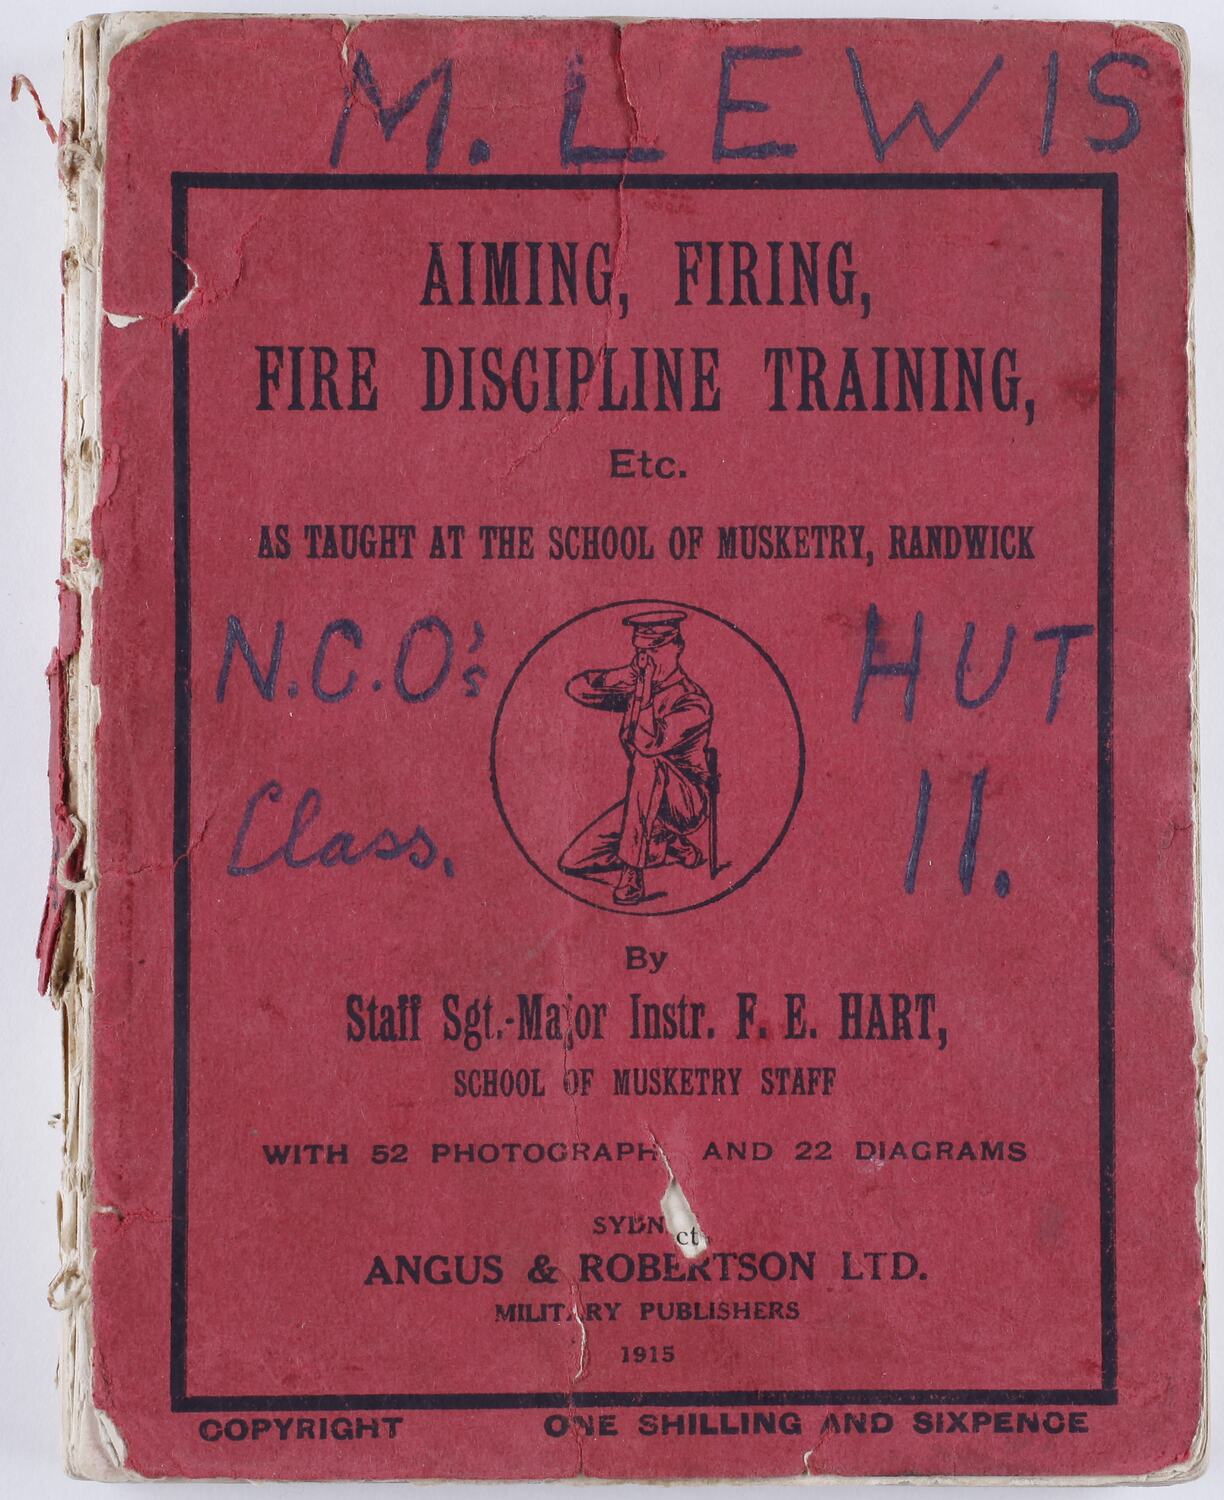 M. LEWIS
AIMING, FIRING,
FIRE DISCIPLINE TRAINING,
Etc.
AS TAUGHT AT THE SCHOOL OF MUSKETRY, RANDWICK
N.C.O's HUT
Class. 11.
By
Staff Sgt.-Major Instr. F. E. HART,
SCHOOL OF MUSKETRY STAFF
WITH 52 PHOTOGRAPH AND 22 DIAGRAMS
SYDN ct
ANGUS & ROBERTSON LTD.
MILITARY PUBLISHERS
1915
COPYRIGHT ONE SHILLING AND SIXPENCE